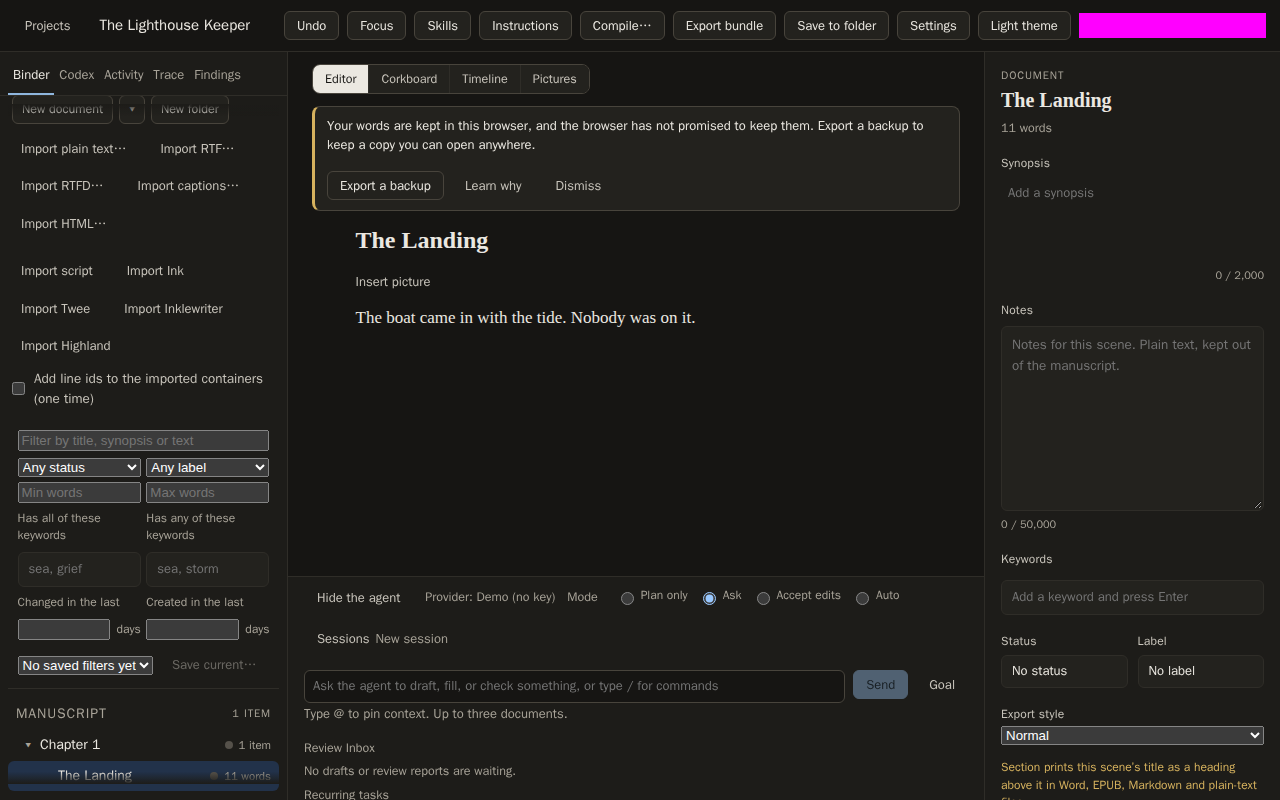 Projects
The Lighthouse Keeper
Undo
Focus
Skills
Instructions
Compile···
Export bundle
Save to folder
Settings
Light theme
Binder
Codex
Activity
Trace
Findings
New document
New folder
Import plain text···
Import RTF···
Import RTFD···
Import captions···
Import HTML···
Import script
Import Ink
Import Twee
Import Inklewriter
Import Highland
Add line ids to the imported containers
(one time)
Filter by title, synopsis or text
Any status
Any label
Min words
Max words
Has all of these
keywords
Has any of these
keywords
sea, grief
sea, storm
Changed in the last
Created in the last
days
days
No saved filters yet
Save current···
MANUSCRIPT
1 ITEM
Chapter 1
1 item
The Landing
11 words
Editor
Corkboard
Timeline
Pictures
Your words are kept in this browser, and the browser has not promised to keep them. Export a backup to
keep a copy you can open anywhere.
Export a backup
Learn why
Dismiss
The Landing
Insert picture
The boat came in with the tide. Nobody was on it.
Hide the agent
Provider: Demo (no key)
Mode
Plan only
Ask
Accept edits
Auto
Sessions
New session
Ask the agent to draft, fill, or check something, or type / for commands
Send
Goal
Type @ to pin context. Up to three documents.
Review Inbox
No drafts or review reports are waiting.
Recurring tasks
DOCUMENT
The Landing
11 words
Synopsis
Add a synopsis
0 / 2,000
Notes
Notes for this scene. Plain text, kept out
of the manuscript.
0 / 50,000
Keywords
Add a keyword and press Enter
Status
Label
No status
No label
Export style
Normal
Section prints this scene's title as a heading
above it in Word, EPUB, Markdown and plain-text